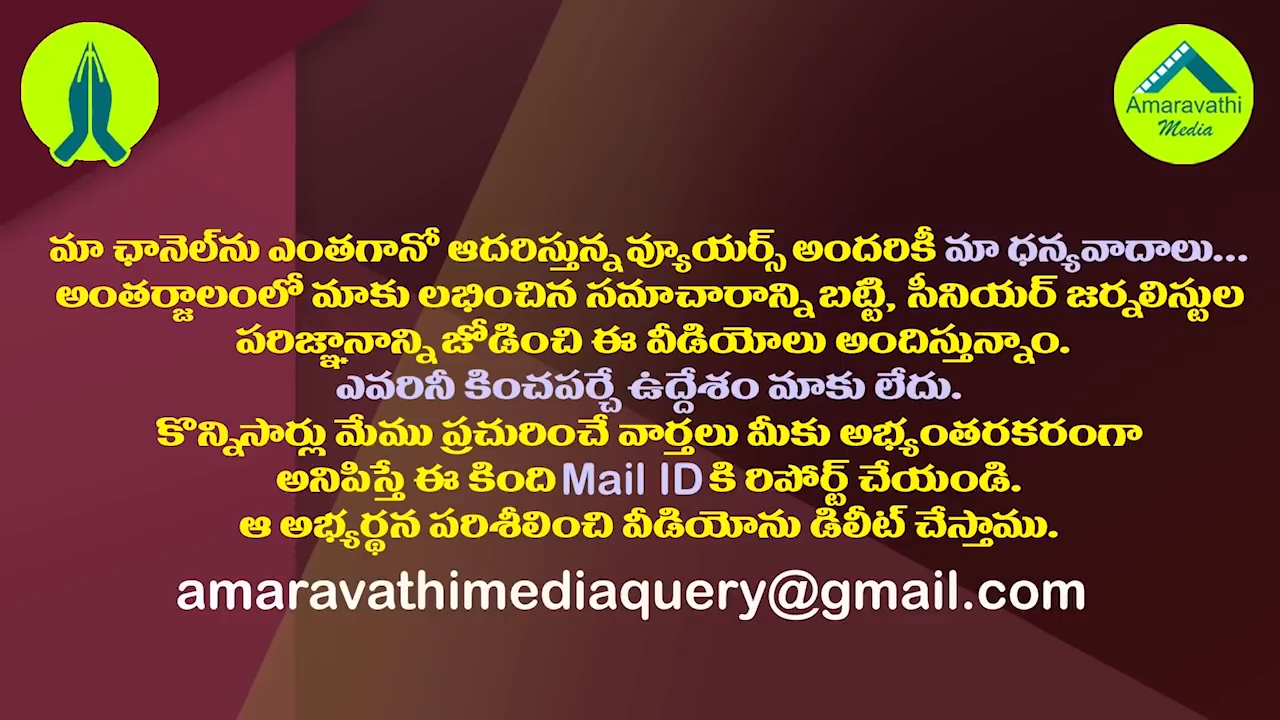 Amaravathi
Media
మా ఛానెల్‌ను ఎంతగానో ఆదరిస్తున్న వ్యూయర్స్ అందరికీ మా ధన్యవాదాలు...
అంతర్జాలంలో మాకు లభించిన సమాచారాన్ని బట్టి, సీనియర్ జర్నలిస్టుల
పరిజ్ఞానాన్ని జోడించి ఈ వీడియోలు అందిస్తున్నాం.
ఎవరినీ కించపర్చే ఉద్దేశం మాకు లేదు.
కొన్నిసార్లు మేము ప్రచురించే వార్తలు మీకు అభ్యంతరకరంగా
అనిపిస్తే ఈ కింది Mail ID కి రిపోర్ట్ చేయండి.
ఆ అభ్యర్థన పరిశీలించి వీడియోను డిలీట్ చేస్తాము.
amaravathimediaquery@gmail.com